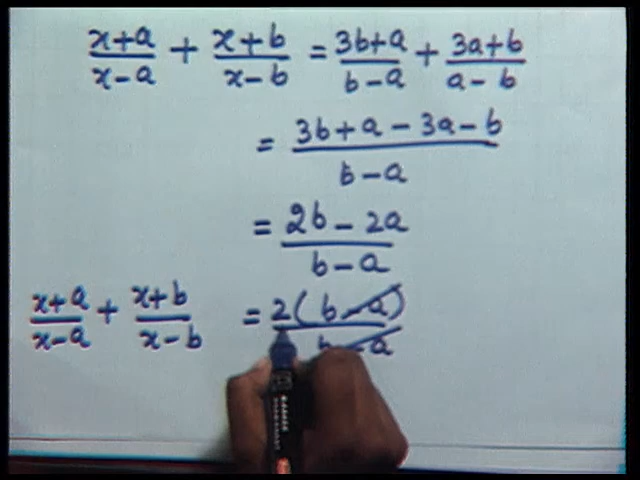 x+a/x-a + x+b/x-b = 3b+a/b-a + 3a+b/a-b
= 3b+a-3a-b/b-a
= 2b-2a/b-a
x+a/x-a + x+b/x-b = 2(b-a)/b-a